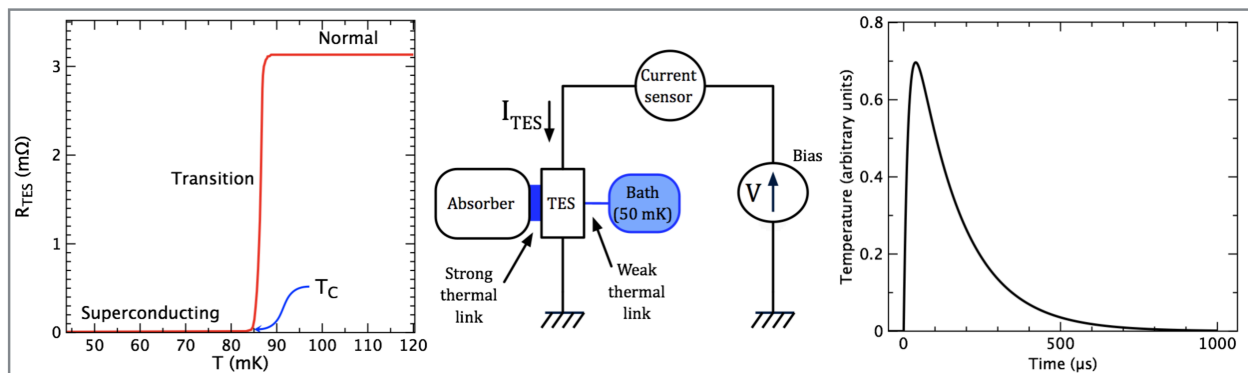 Normal
3
2
1
0
R_TES (mΩ)
Transition
Superconducting
T_C
50 60 70 80 90 100 110 120
T (mK)
Current
sensor
I_TES
Bias
V
Absorber
TES
Bath
(50 mK)
Strong
thermal
link
Weak
thermal
link
0.8
0.6
0.4
0.2
0
Temperature (arbitrary units)
0 500 1000
Time (μs)